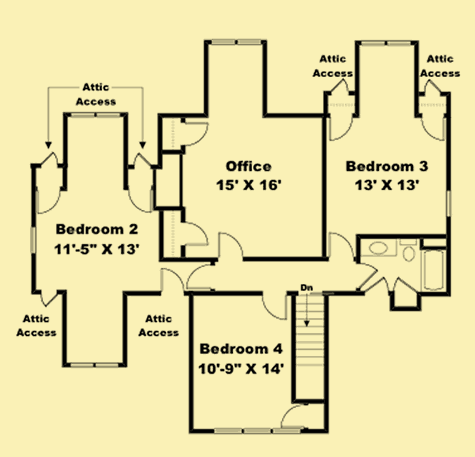 Attic
Access
Attic
Access
Attic
Access
Office
15' X 16'
Bedroom 3
13' X 13'
Bedroom 2
11'-5" X 13'
Dn
Attic
Access
Attic
Access
Bedroom 4
10'-9" X 14'